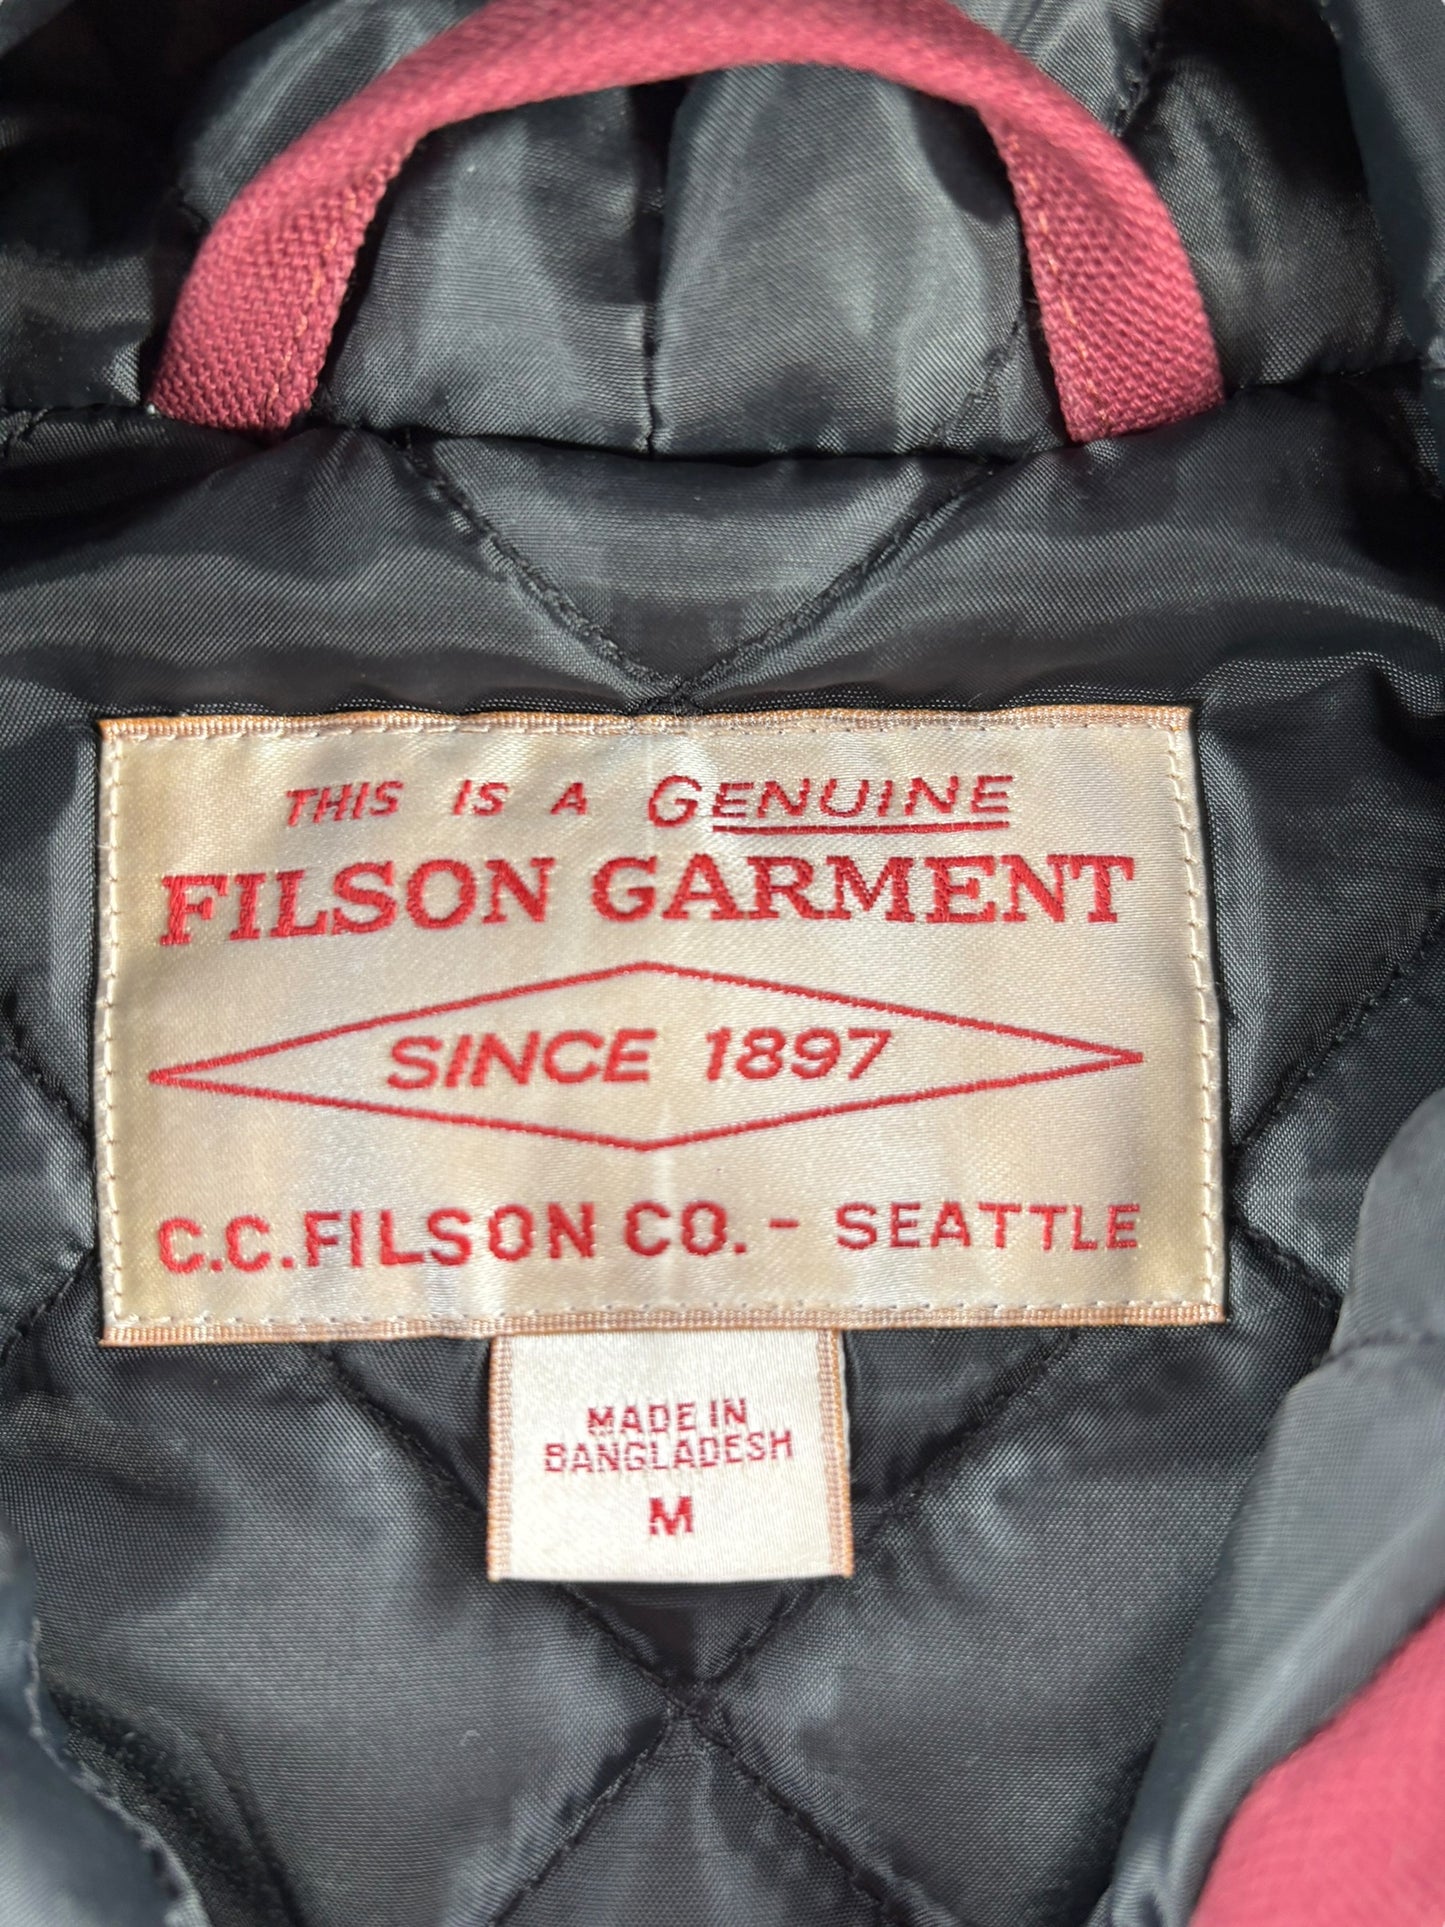 THIS IS A GENUINE
FILSON GARMENT
SINCE 1897
C.C.FILSON CO. - SEATTLE
MADE IN
BANGLADESH
M